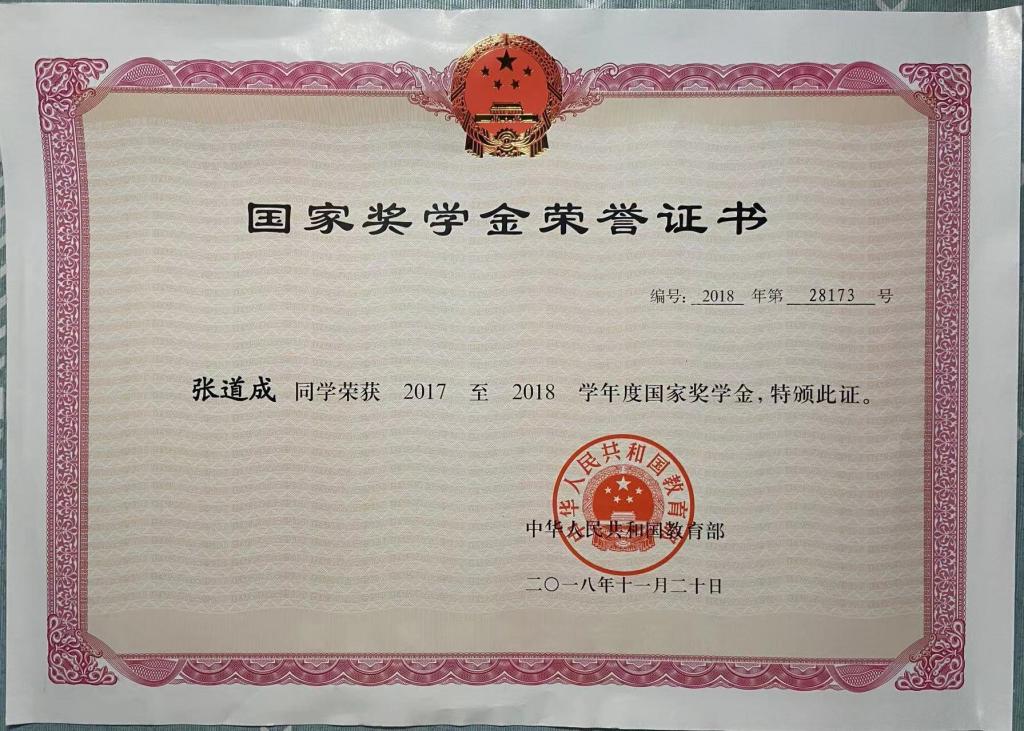 国家奖学金荣誉证书
编号: 2018 年第 28173 号
张道成 同学荣获 2017 至 2018 学年度国家奖学金,特颁此证。
中华人民共和国教育部
中华人民共和国教育部
二〇一八年十一月二十日